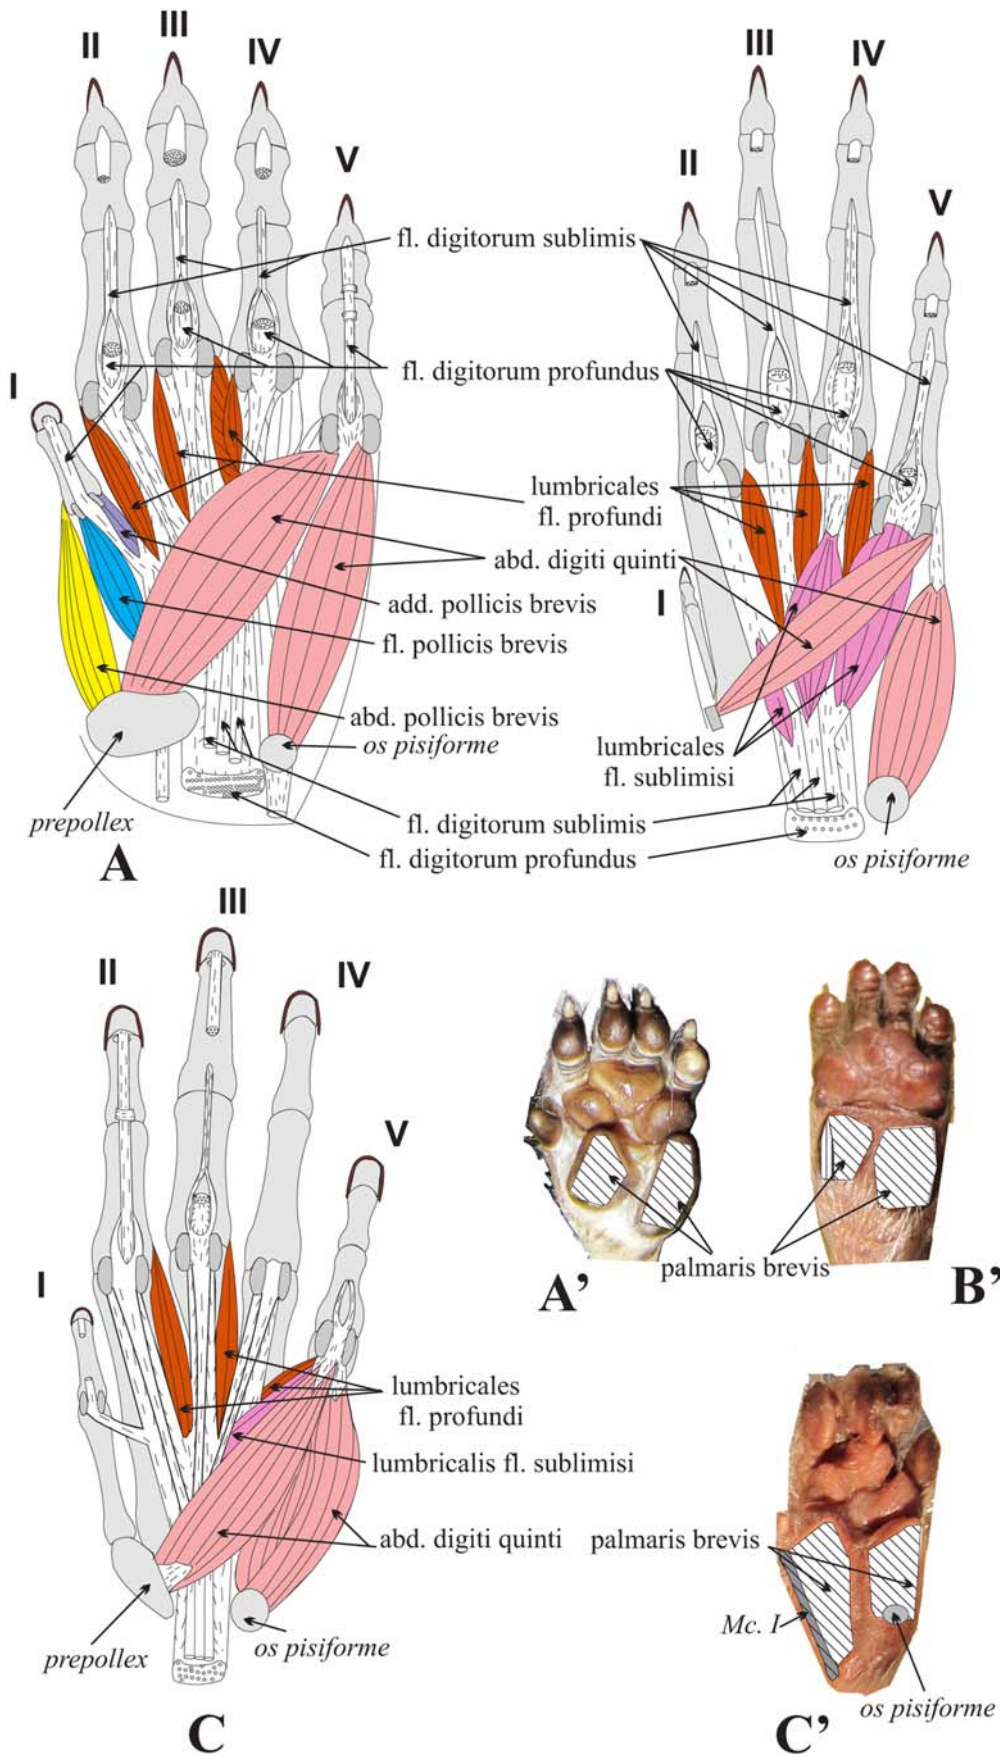 III
II
IV
V
I
III
IV
II
V
I
fl. digitorum sublimis
fl. digitorum profundus
lumbricales
fl. profundi
abd. digiti quinti
add. pollicis brevis
fl. pollicis brevis
abd. pollicis brevis
os pisiforme
lumbricales
fl. sublimisi
prepollex
fl. digitorum sublimis
fl. digitorum profundus
os pisiforme
A
III
II
IV
V
I
lumbricales
fl. profundi
lumbricalis fl. sublimisi
abd. digiti quinti
prepollex
os pisiforme
C
palmaris brevis
A’
B’
palmaris brevis
Mc. I
os pisiforme
C’